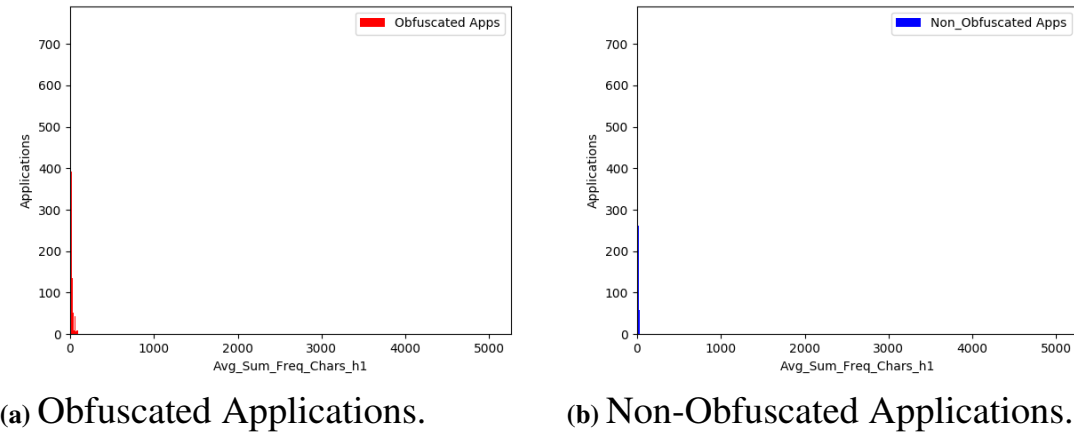 Obfuscated Apps
700
600
500
400
300
200
100
0
Applications
0 1000 2000 3000 4000 5000
Avg_Sum_Freq_Chars_h1
(a) Obfuscated Applications.
Non_Obfuscated Apps
700
600
500
400
300
200
100
0
Applications
0 1000 2000 3000 4000 5000
Avg_Sum_Freq_Chars_h1
(b) Non-Obfuscated Applications.